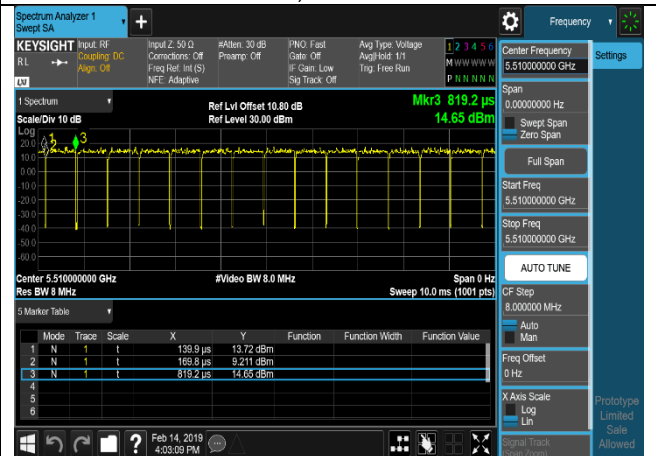 Spectrum Analyzer 1
Swept SA
+
Frequency
KEYSIGHT
RL
LXI
Input: RF
Coupling: DC
Align: Off
Input Z: 50 Ω
Corrections: Off
Freq Ref: Int (S)
NFE: Adaptive
#Atten: 30 dB
Preamp: Off
PNO: Fast
Gate: Off
IF Gain: Low
Sig Track: Off
Avg Type: Voltage
Avg|Hold: 1/1
Trig: Free Run
1 2 3 4 5 6
M W W W W W
P N N N N N
1 Spectrum
Scale/Div 10 dB
Ref Lvl Offset 10.80 dB
Ref Level 30.00 dBm
Mkr3 819.2 µs
14.65 dBm
Log
20.0
10.0
0.00
-10.0
-20.0
-30.0
-40.0
-50.0
-60.0
2
3
Center 5.510000000 GHz
Res BW 8 MHz
#Video BW 8.0 MHz
Span 0 Hz
Sweep 10.0 ms (1001 pts)
5 Marker Table
Mode Trace Scale X Y Function Function Width Function Value
1 N 1 t 139.9 µs 13.72 dBm
2 N 1 t 169.8 µs 9.211 dBm
3 N 1 t 819.2 µs 14.65 dBm
4
5
6
Feb 14, 2019
4:03:09 PM
?
Center Frequency
5.510000000 GHz
Settings
Span
0.00000000 Hz
Swept Span
Zero Span
Full Span
Start Freq
5.510000000 GHz
Stop Freq
5.510000000 GHz
AUTO TUNE
CF Step
8.000000 MHz
Auto
Man
Freq Offset
0 Hz
X Axis Scale
Log
Lin
Signal Track
(Span Zoom)
Prototype
Limited
Sale
Allowed